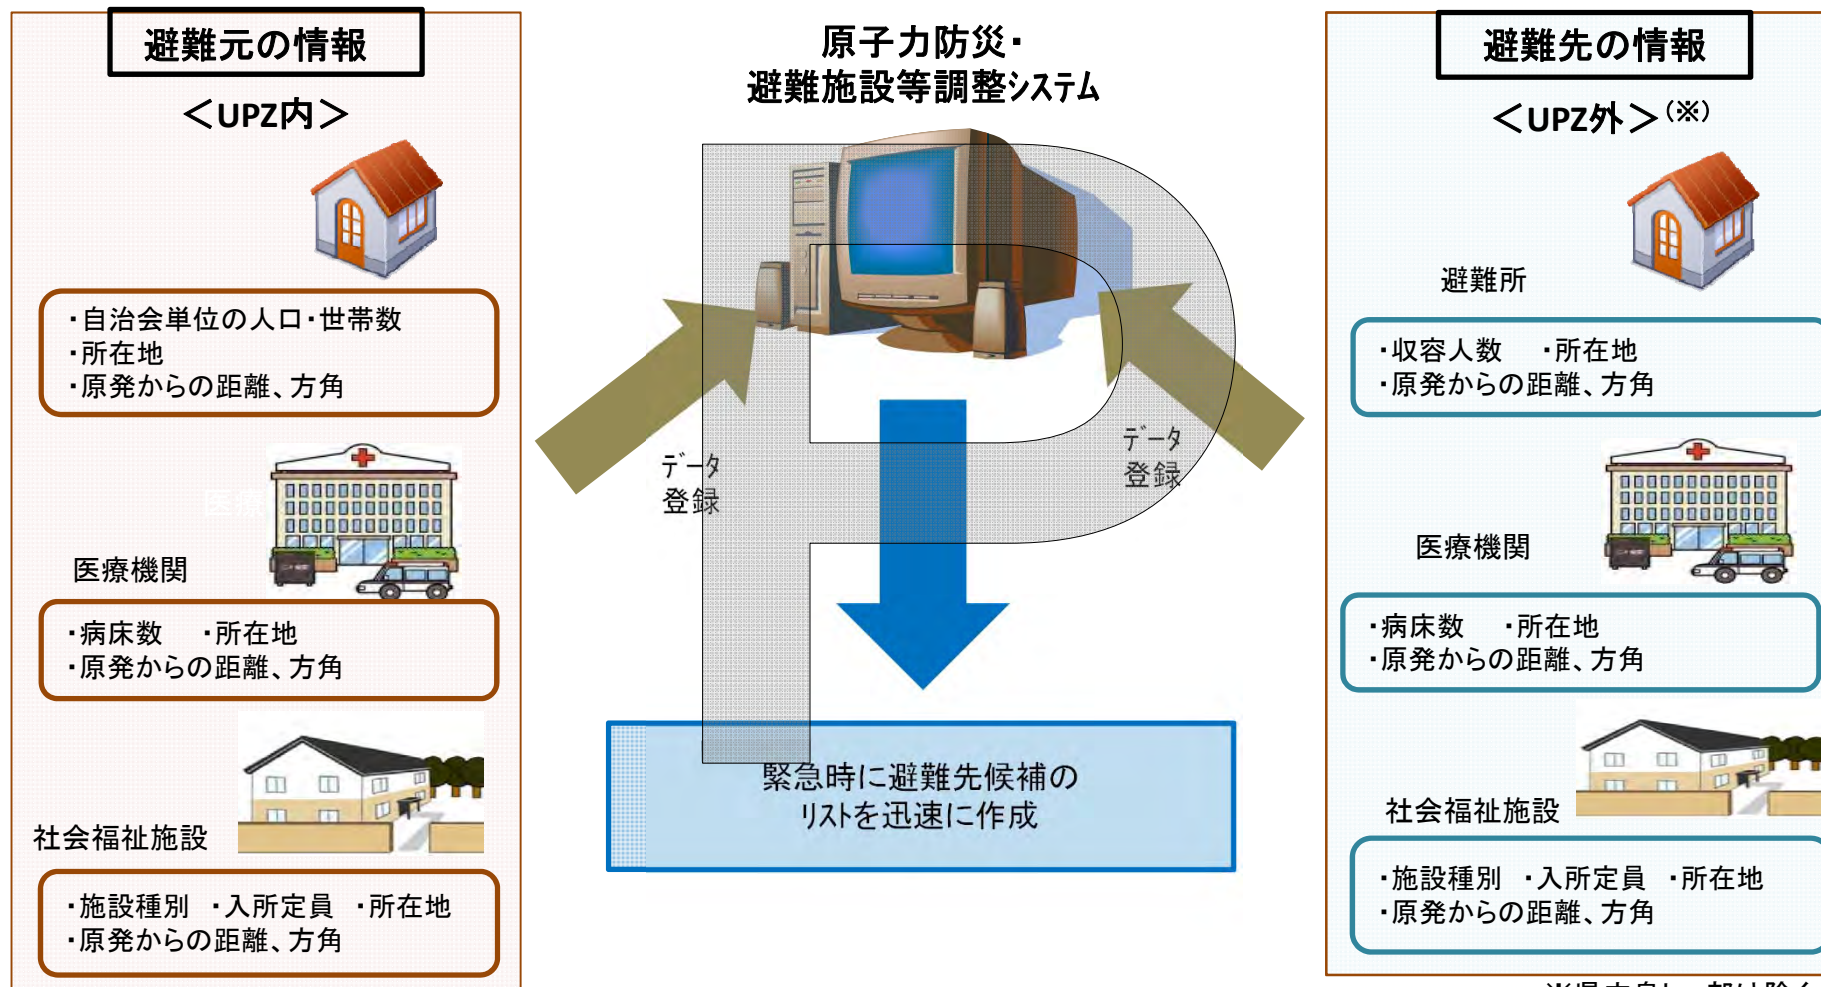 避難元の情報
＜UPZ内＞
・自治会単位の人口・世帯数
・所在地
・原発からの距離、方角
医療
医療機関
・病床数　・所在地
・原発からの距離、方角
社会福祉施設
・施設種別　・入所定員　・所在地
・原発からの距離、方角
原子力防災・
避難施設等調整システム
P
データ
登録
データ
登録
緊急時に避難先候補の
リストを迅速に作成
避難先の情報
＜UPZ外＞(※)
避難所
・収容人数　・所在地
・原発からの距離、方角
医療機関
・病床数　・所在地
・原発からの距離、方角
社会福祉施設
・施設種別　・入所定員　・所在地
・原発からの距離、方角